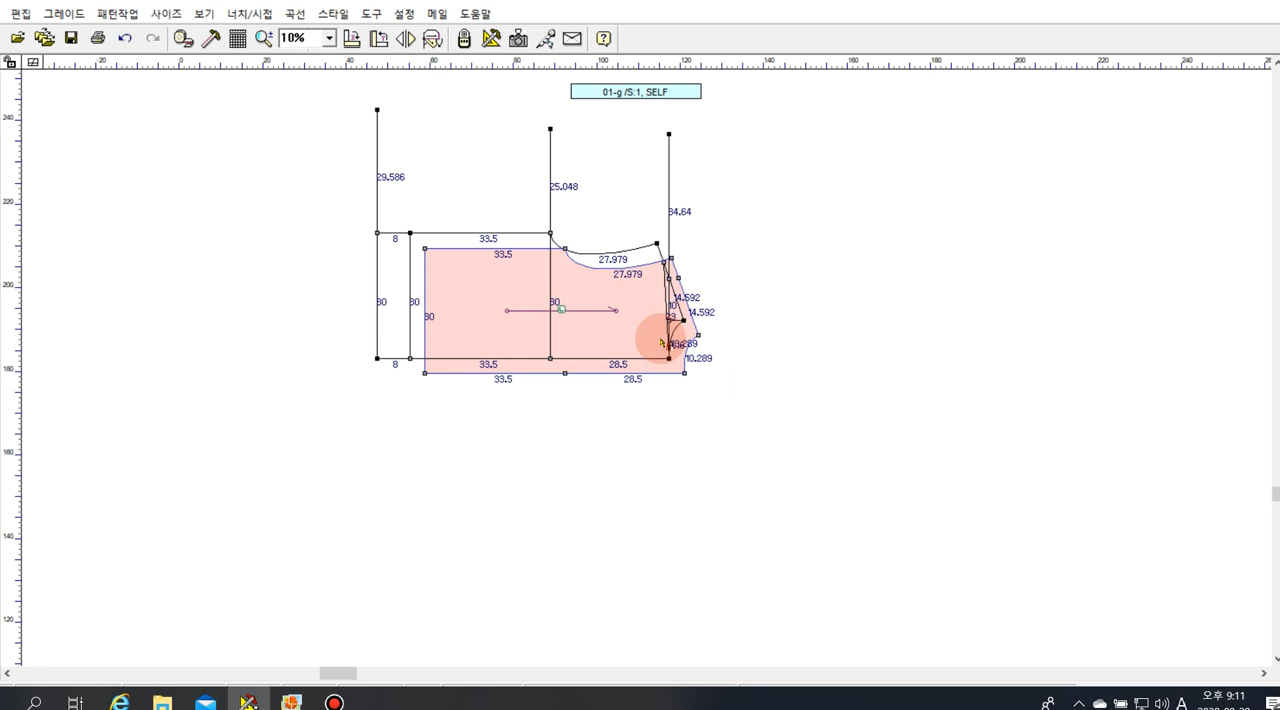 편집 그레이드 패턴작업 사이즈 보기 너치/시접 곡선 스타일 도구 설정 메일 도움말
10%
-20 0 20 40 60 80 100 120 140 160 180 200 220 240
01-g /S:1, SELF
240
29.586
25.048
220
34.64
8 33.5
33.5 27.979
27.979
200
30 30 30 14.592
30 14.592
10.289
8 33.5 28.5 10.289
180
33.5 28.5
160
140
120
A 오후 9:11